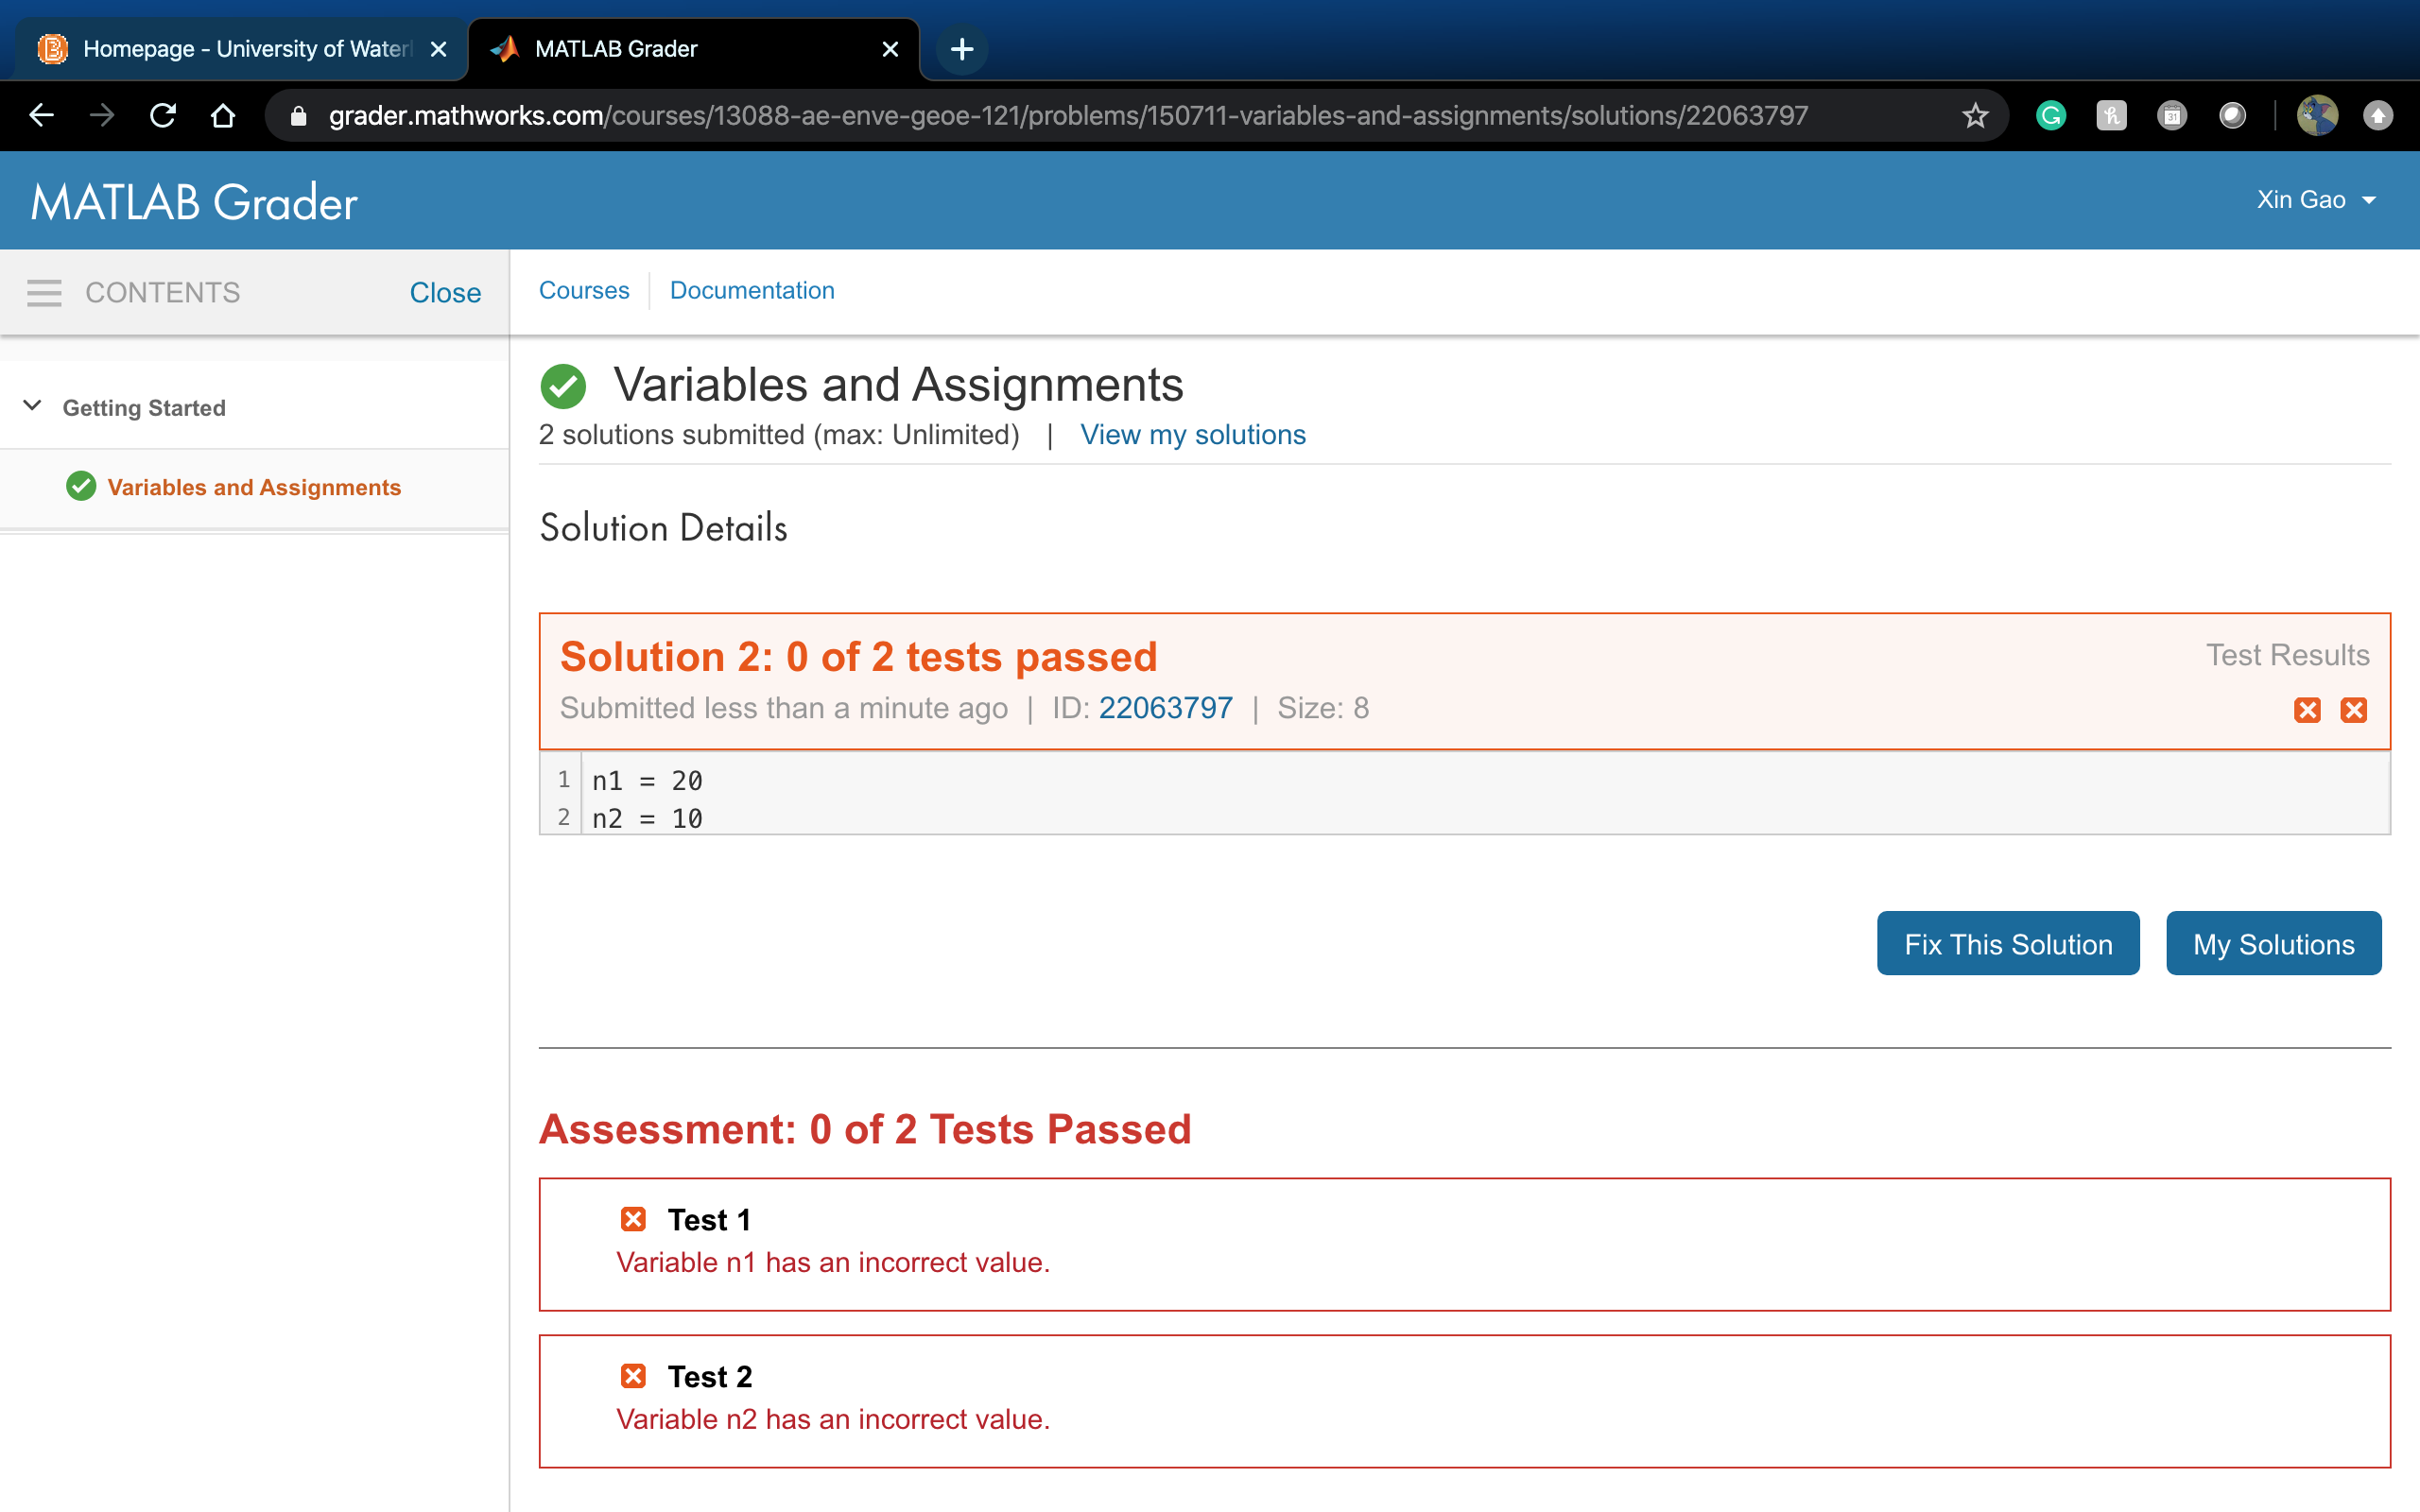 Homepage - University of Water
MATLAB Grader
grader.mathworks.com/courses/13088-ae-enve-geoe-121/problems/150711-variables-and-assignments/solutions/22063797
31
MATLAB Grader
Xin Gao
CONTENTS
Close
Courses
Documentation
Getting Started
Variables and Assignments
Variables and Assignments
2 solutions submitted (max: Unlimited) | View my solutions
Solution Details
Solution 2: 0 of 2 tests passed
Test Results
Submitted less than a minute ago | ID: 22063797 | Size: 8
1 n1 = 20
2 n2 = 10
Fix This Solution
My Solutions
Assessment: 0 of 2 Tests Passed
Test 1
Variable n1 has an incorrect value.
Test 2
Variable n2 has an incorrect value.